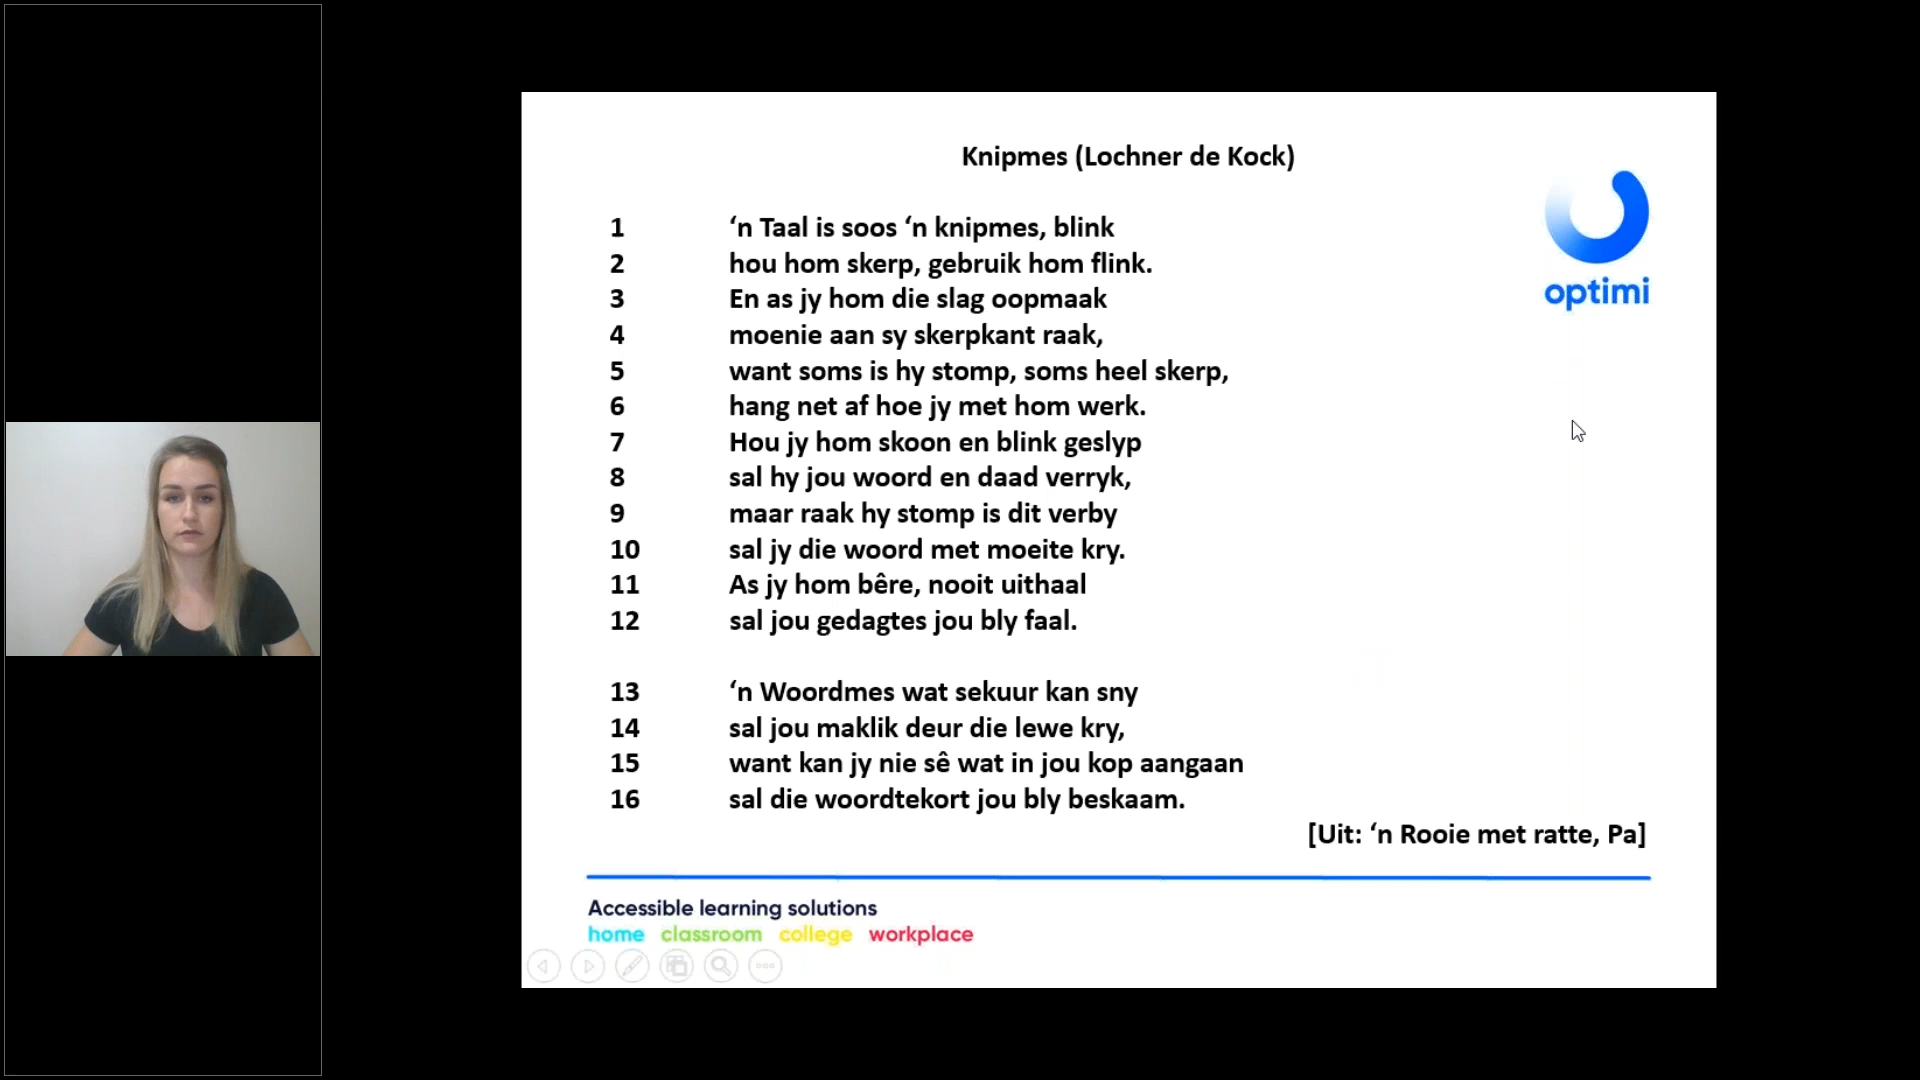 Knipmes (Lochner de Kock)
optimi
1 ‘n Taal is soos ‘n knipmes, blink
2 hou hom skerp, gebruik hom flink.
3 En as jy hom die slag oopmaak
4 moenie aan sy skerpkant raak,
5 want soms is hy stomp, soms heel skerp,
6 hang net af hoe jy met hom werk.
7 Hou jy hom skoon en blink geslyp
8 sal hy jou woord en daad verryk,
9 maar raak hy stomp is dit verby
10 sal jy die woord met moeite kry.
11 As jy hom bêre, nooit uithaal
12 sal jou gedagtes jou bly faal.
13 ‘n Woordmes wat sekuur kan sny
14 sal jou maklik deur die lewe kry,
15 want kan jy nie sê wat in jou kop aangaan
16 sal die woordtekort jou bly beskaam.
[Uit: ‘n Rooie met ratte, Pa]
Accessible learning solutions
home classroom college workplace